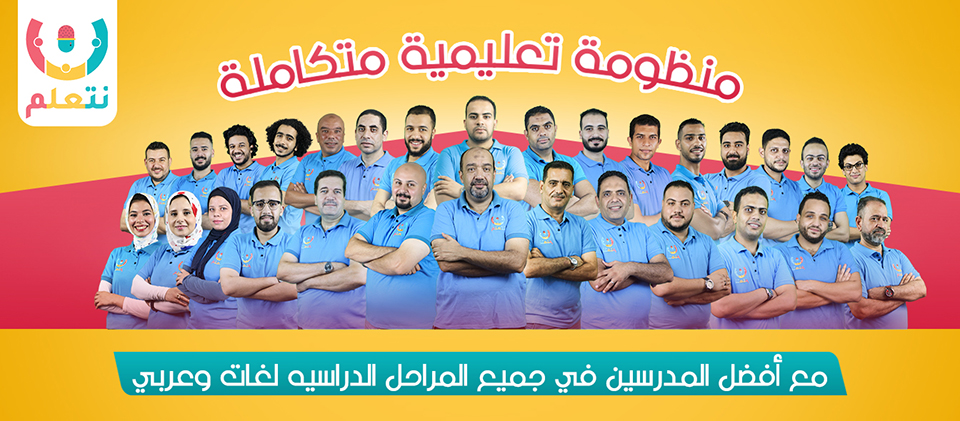 نتعلم
منظومة تعليمية متكاملة
مع أفضل المدرسين في جميع المراحل الدراسيه لغات وعربي